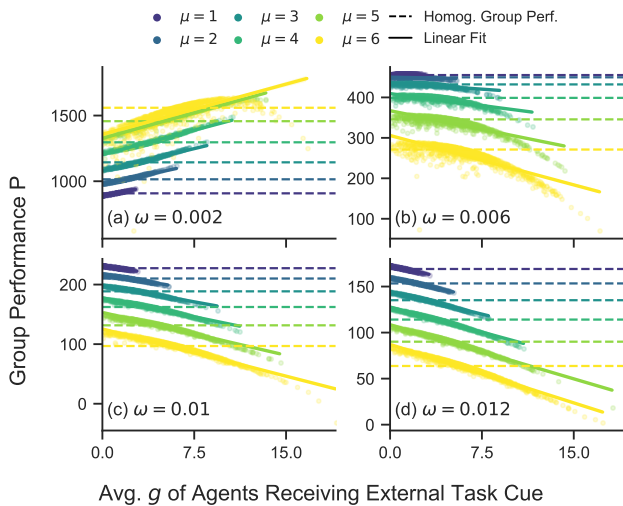 μ = 1 μ = 3 μ = 5 Homog. Group Perf.
μ = 2 μ = 4 μ = 6 Linear Fit
Group Performance P
1500
1000
(a) ω = 0.002
400
300
200
100
(b) ω = 0.006
200
100
0
(c) ω = 0.01
0.0 7.5 15.0
150
100
50
0
(d) ω = 0.012
0.0 7.5 15.0
Avg. g of Agents Receiving External Task Cue